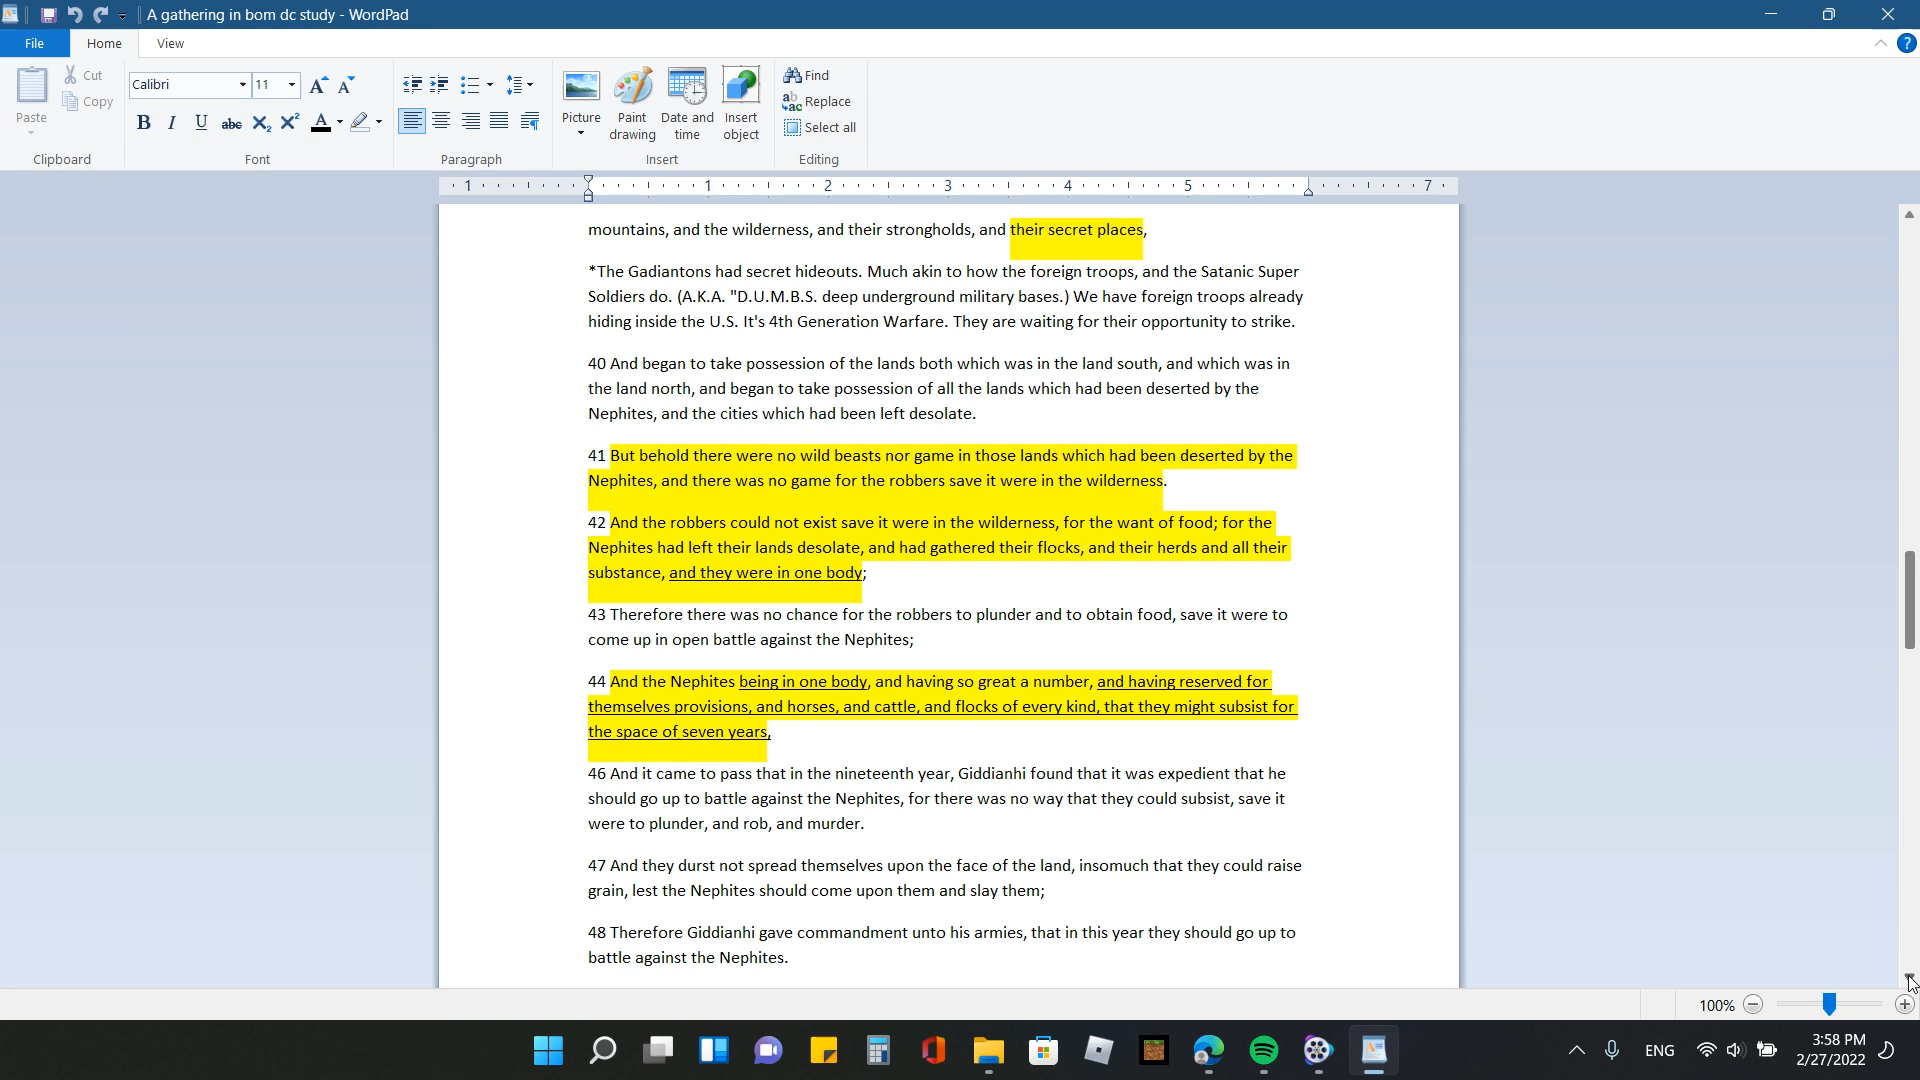 A gathering in bom dc study - WordPad
File Home View
Cut
Copy
Paste
Clipboard
Calibri 11
B I U abc X₂ X² A
Font
Paragraph
Picture
Paint drawing
Date and time
Insert object
Insert
Find
Replace
Select all
Editing
1 1 2 3 4 5 7
mountains, and the wilderness, and their strongholds, and their secret places,
*The Gadiantons had secret hideouts. Much akin to how the foreign troops, and the Satanic Super
Soldiers do. (A.K.A. "D.U.M.B.S. deep underground military bases.) We have foreign troops already
hiding inside the U.S. It's 4th Generation Warfare. They are waiting for their opportunity to strike.
40 And began to take possession of the lands both which was in the land south, and which was in
the land north, and began to take possession of all the lands which had been deserted by the
Nephites, and the cities which had been left desolate.
41 But behold there were no wild beasts nor game in those lands which had been deserted by the
Nephites, and there was no game for the robbers save it were in the wilderness.
42 And the robbers could not exist save it were in the wilderness, for the want of food; for the
Nephites had left their lands desolate, and had gathered their flocks, and their herds and all their
substance, and they were in one body;
43 Therefore there was no chance for the robbers to plunder and to obtain food, save it were to
come up in open battle against the Nephites;
44 And the Nephites being in one body, and having so great a number, and having reserved for
themselves provisions, and horses, and cattle, and flocks of every kind, that they might subsist for
the space of seven years,
46 And it came to pass that in the nineteenth year, Giddianhi found that it was expedient that he
should go up to battle against the Nephites, for there was no way that they could subsist, save it
were to plunder, and rob, and murder.
47 And they durst not spread themselves upon the face of the land, insomuch that they could raise
grain, lest the Nephites should come upon them and slay them;
48 Therefore Giddianhi gave commandment unto his armies, that in this year they should go up to
battle against the Nephites.
100%
ENG
3:58 PM
2/27/2022